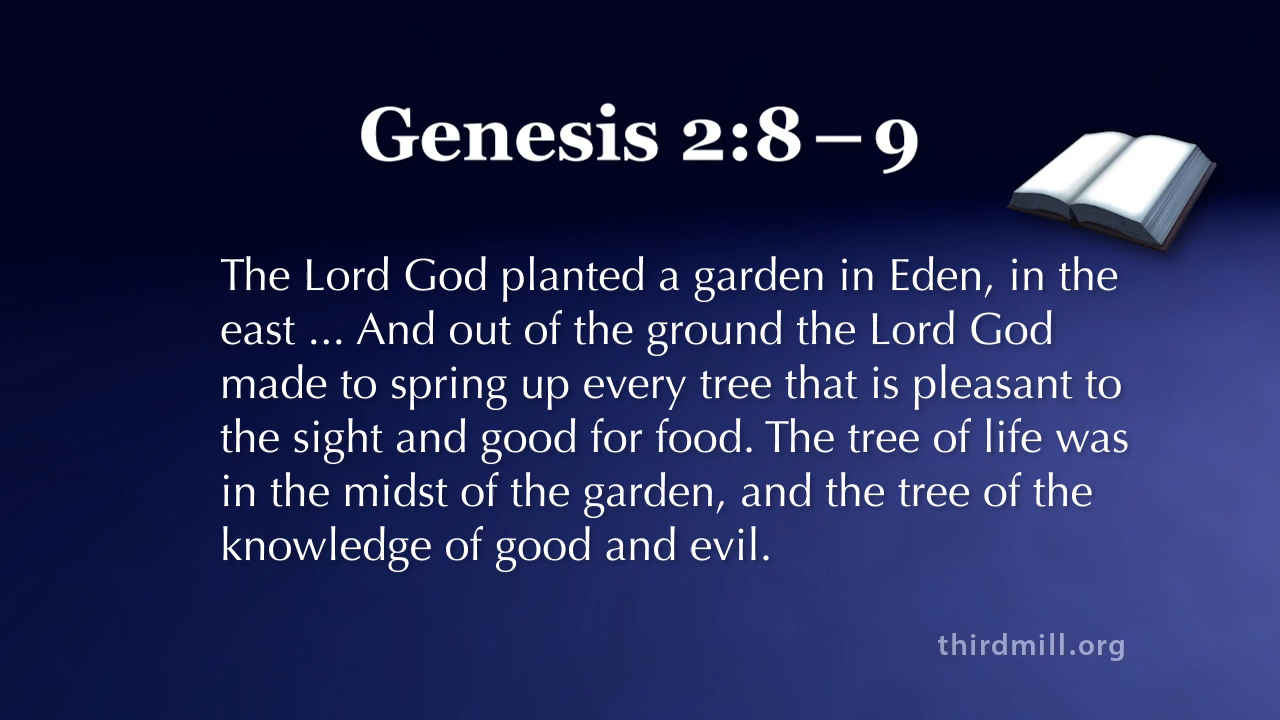 Genesis 2:8–9
The Lord God planted a garden in Eden, in the
east ... And out of the ground the Lord God
made to spring up every tree that is pleasant to
the sight and good for food. The tree of life was
in the midst of the garden, and the tree of the
knowledge of good and evil.
thirdmill.org